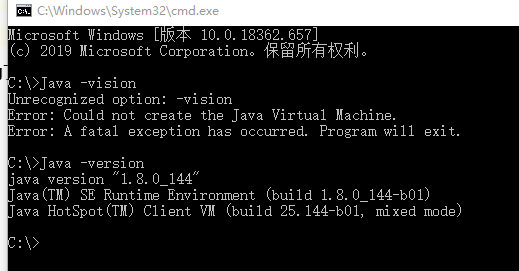 C:\Windows\System32\cmd.exe
Microsoft Windows [版本 10.0.18362.657]
(c) 2019 Microsoft Corporation。保留所有权利。
C:\>Java -vision
Unrecognized option: -vision
Error: Could not create the Java Virtual Machine.
Error: A fatal exception has occurred. Program will exit.
C:\>Java -version
java version "1.8.0_144"
Java(TM) SE Runtime Environment (build 1.8.0_144-b01)
Java HotSpot(TM) Client VM (build 25.144-b01, mixed mode)
C:\>